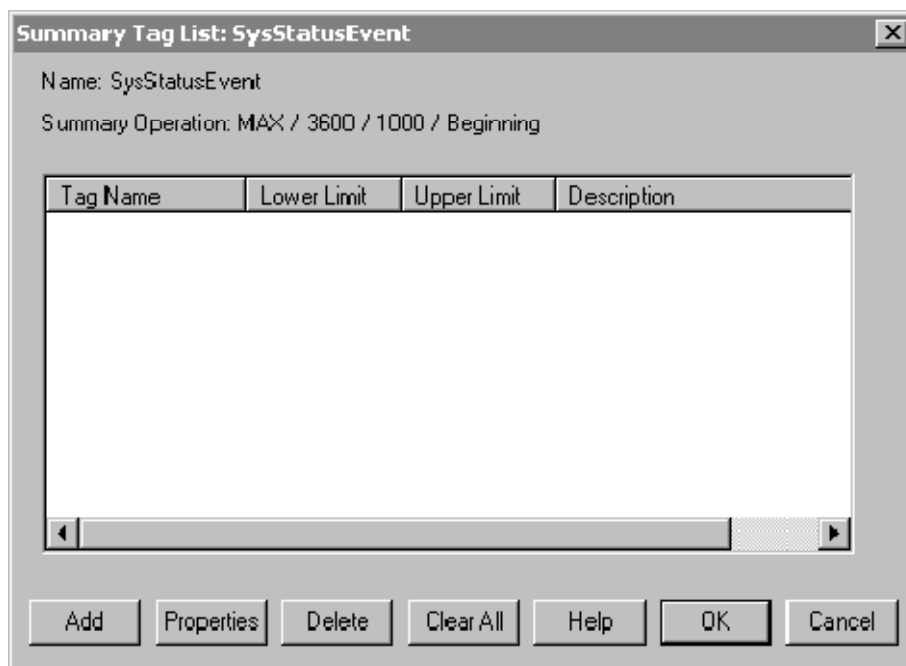 Summary Tag List: SysStatusEvent
Name: SysStatusEvent
Summary Operation: MAX / 3600 / 1000 / Beginning
Tag Name Lower Limit Upper Limit Description
Add Properties Delete Clear All Help OK Cancel